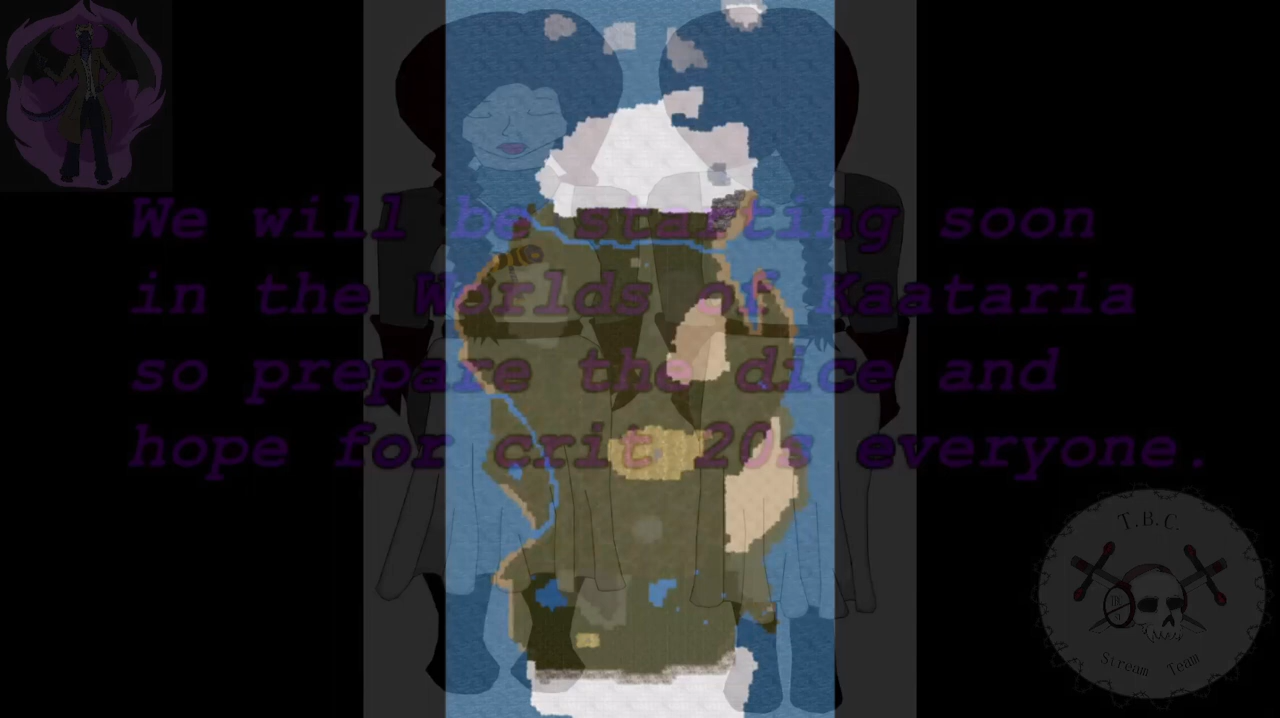 We will be starting soon
in the Worlds of Kaataria
so prepare the dice and
hope for crit 20s everyone.
T.B.C.
Stream Team